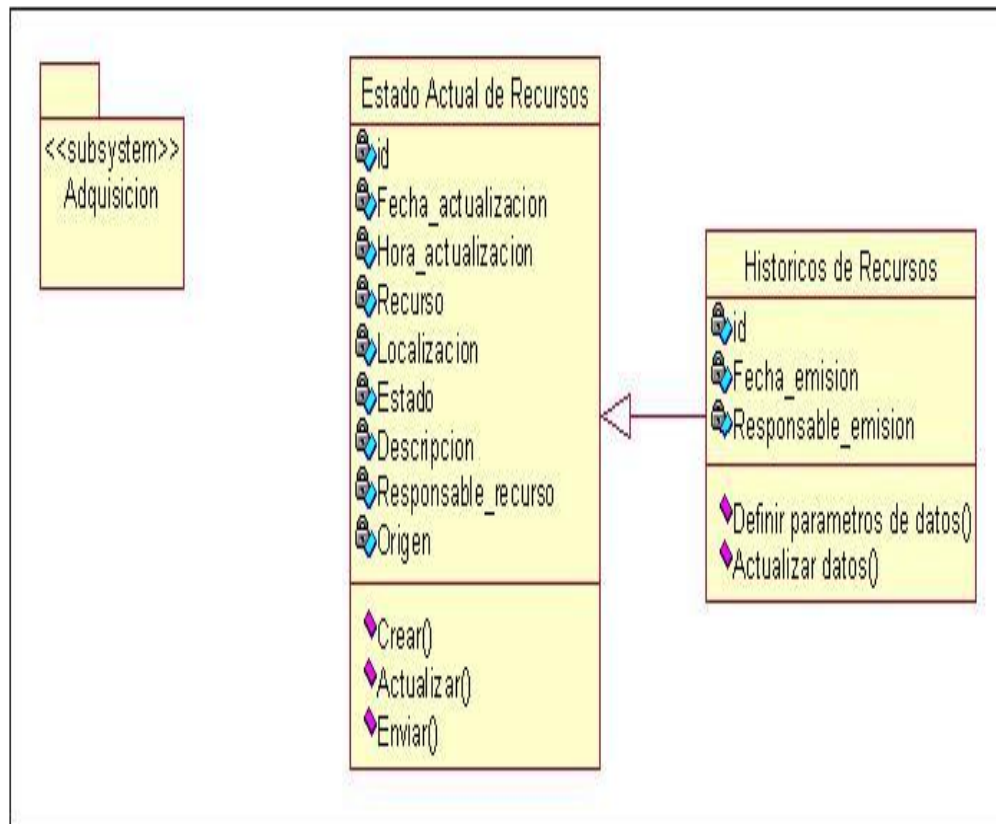 <<subsystem>>
Adquisicion
Estado Actual de Recursos
id
Fecha_actualizacion
Hora_actualizacion
Recurso
Localizacion
Estado
Descripcion
Responsable_recurso
Origen
Crear()
Actualizar()
Enviar()
Historicos de Recursos
id
Fecha_emision
Responsable_emision
Definir parametros de datos()
Actualizar datos()